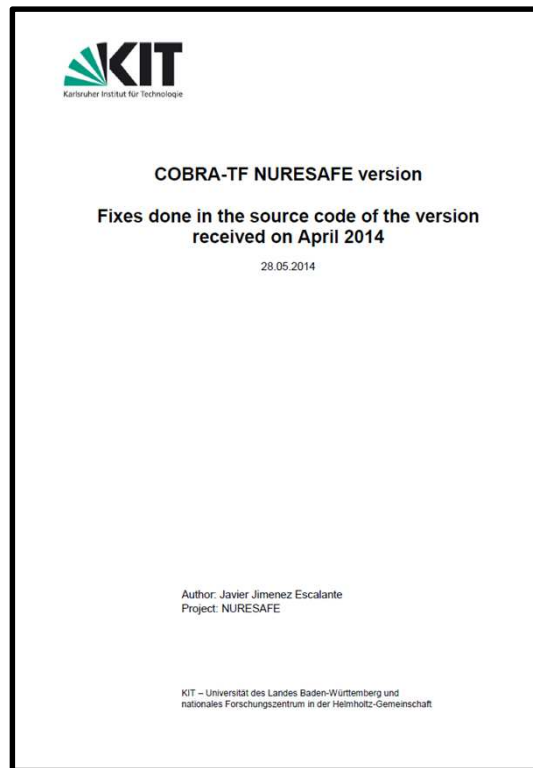 KIT
Karlsruher Institut für Technologie
COBRA-TF NURESAFE version
Fixes done in the source code of the version
received on April 2014
28.05.2014
Author: Javier Jimenez Escalante
Project: NURESAFE
KIT – Universität des Landes Baden-Württemberg und
nationales Forschungszentrum in der Helmholtz-Gemeinschaft